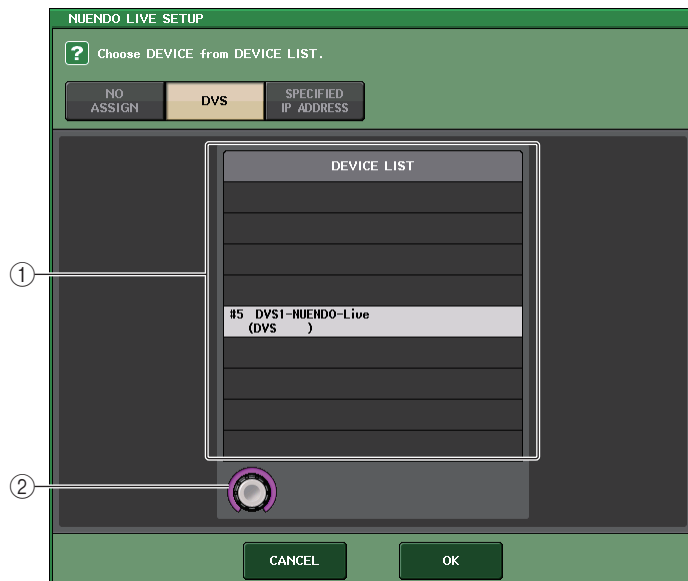 NUENDO LIVE SETUP
? Choose DEVICE from DEVICE LIST.
NO
ASSIGN
DVS
SPECIFIED
IP ADDRESS
DEVICE LIST
1
#5 DVS1-NUENDO-Live
(DVS )
2
CANCEL
OK